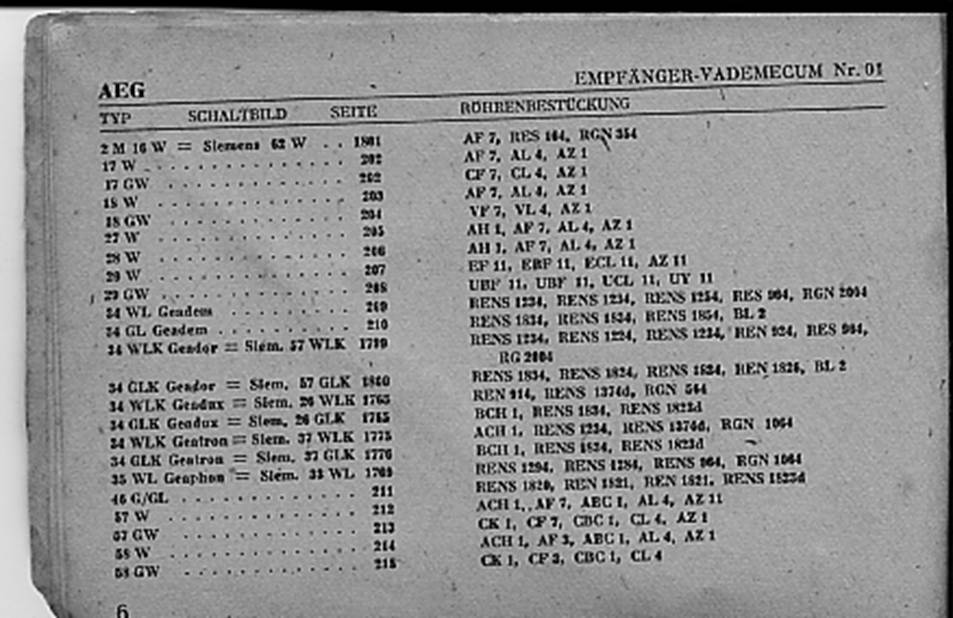 AEG EMPFÄNGER-VADEMECUM Nr. 01
TYP SCHALTBILD SEITE RÖHRENBESTÜCKUNG
2 M 16 W = Siemens 62 W . . 1801 AF 7, RES 164, RGN 354
17 W . . . . . . . . . . . . 202 AF 7, AL 4, AZ 1
17 GW . . . . . . . . . . . 202 CF 7, CL 4, AZ 1
18 W . . . . . . . . . . . . 203 AF 7, AL 4, AZ 1
18 GW . . . . . . . . . . . 204 VF 7, VL 4, AZ 1
27 W . . . . . . . . . . . . 205 AH 1, AF 7, AL 4, AZ 1
28 W . . . . . . . . . . . . 206 AH 1, AF 7, AL 4, AZ 1
29 W . . . . . . . . . . . . 207 EF 11, EBF 11, ECL 11, AZ 11
29 GW . . . . . . . . . . . 208 UBF 11, UBF 11, UCL 11, UY 11
34 WL Geadem . . . . . . . . 209 RENS 1234, RENS 1234, RENS 1254, RES 964, RGN 2004
34 GL Geadem . . . . . . . . 210 RENS 1834, RENS 1834, RENS 1854, BL 2
34 WLK Geador = Siem. 57 WLK 1799 RENS 1234, RENS 1224, RENS 1234, REN 924, RES 964,
RG 2004
34 GLK Geador = Siem. 57 GLK 1800 RENS 1834, RENS 1824, RENS 1834, REN 1826, BL 2
34 WLK Geadux = Siem. 26 WLK 1765 REN 914, RENS 1374d, RGN 564
34 GLK Geadux = Siem. 26 GLK 1755 BCH 1, RENS 1834, RENS 1823d
34 WLK Geatron = Siem. 37 WLK 1775 ACH 1, RENS 1234, RENS 1374d, RGN 1064
34 GLK Geatron = Siem. 37 GLK 1776 BCH 1, RENS 1834, RENS 1823d
35 WL Geaphon = Siem. 33 WL 1769 RENS 1294, RENS 1284, RENS 964, RGN 1064
46 G/GL . . . . . . . . . . 211 RENS 1820, REN 1821, REN 1821, RENS 1823d
57 W . . . . . . . . . . . . 212 ACH 1, AF 7, ABC 1, AL 4, AZ 11
57 GW . . . . . . . . . . . 213 CK 1, CF 7, CBC 1, CL 4, AZ 1
58 W . . . . . . . . . . . . 214 ACH 1, AF 3, ABC 1, AL 4, AZ 1
58 GW . . . . . . . . . . . 215 CK 1, CF 3, CBC 1, CL 4
6